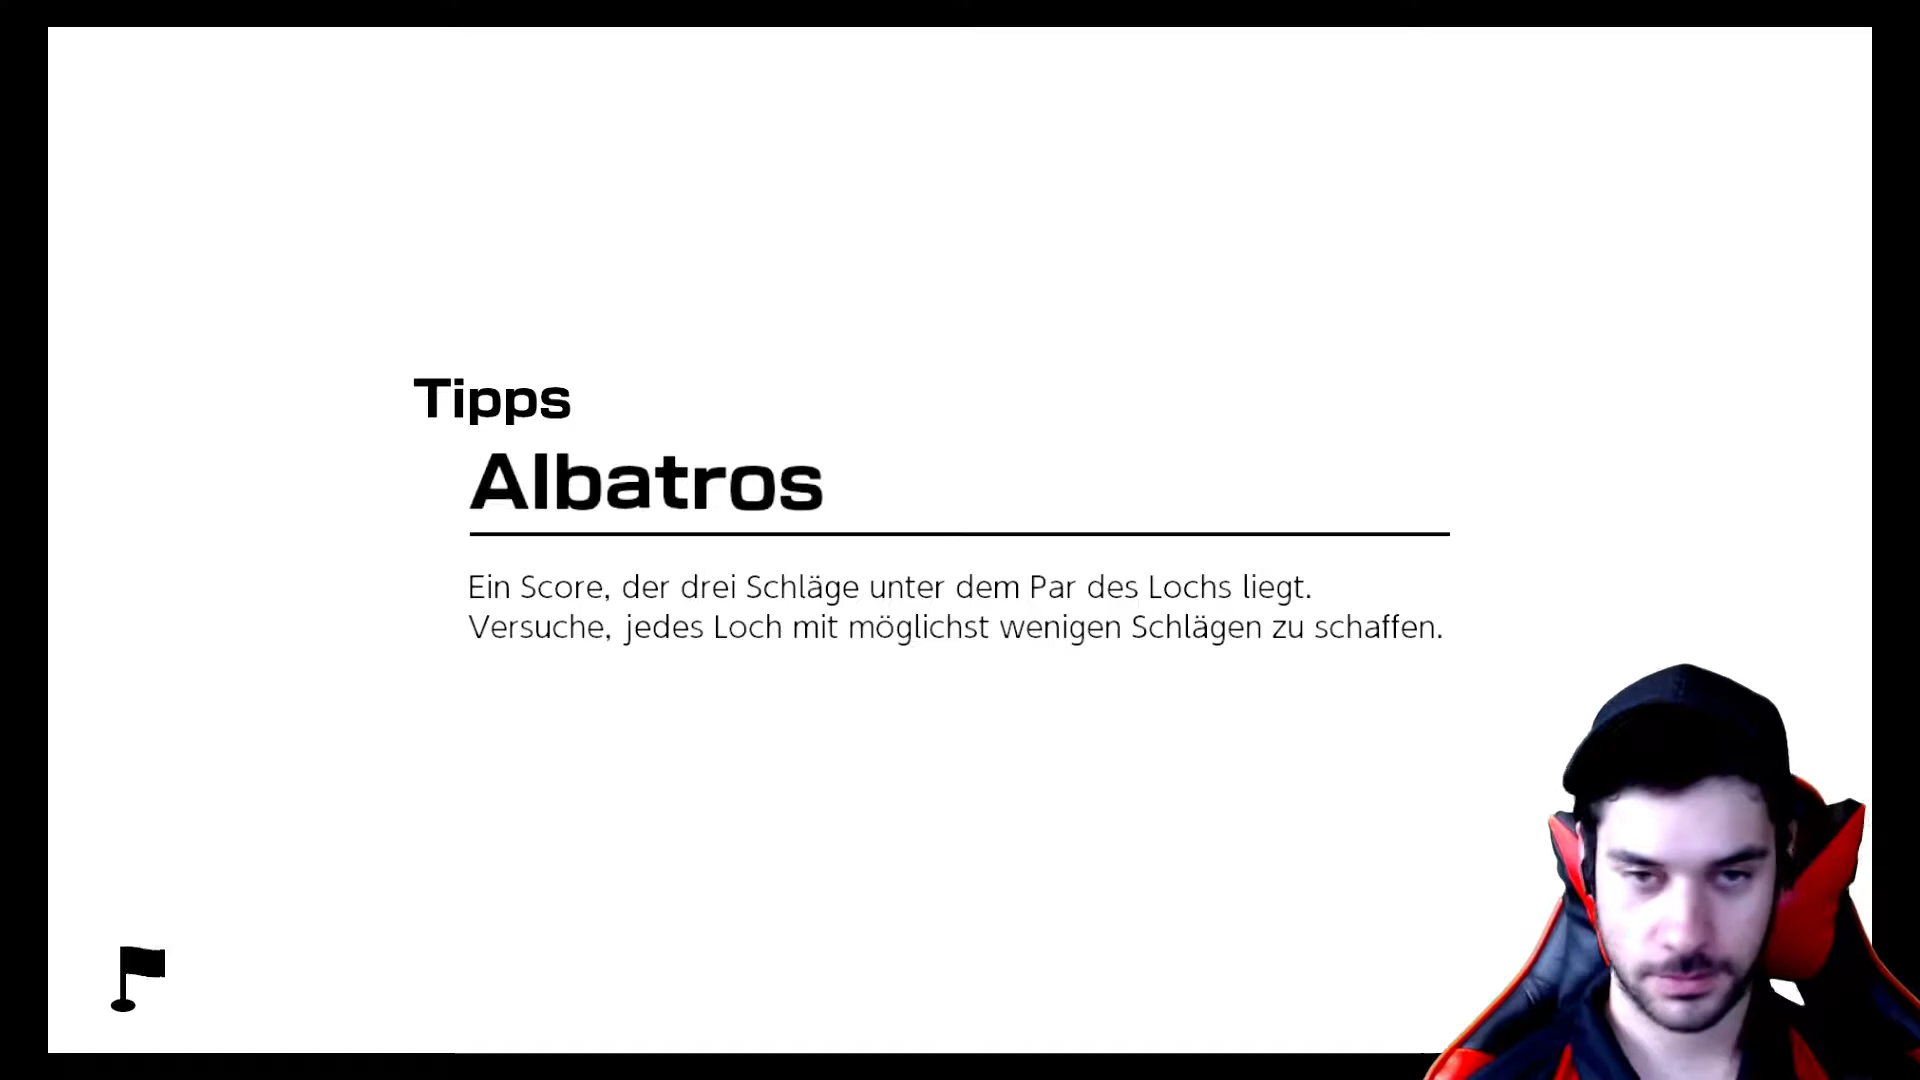 Tipps
Albatros
Ein Score, der drei Schläge unter dem Par des Lochs liegt.
Versuche, jedes Loch mit möglichst wenigen Schlägen zu schaffen.